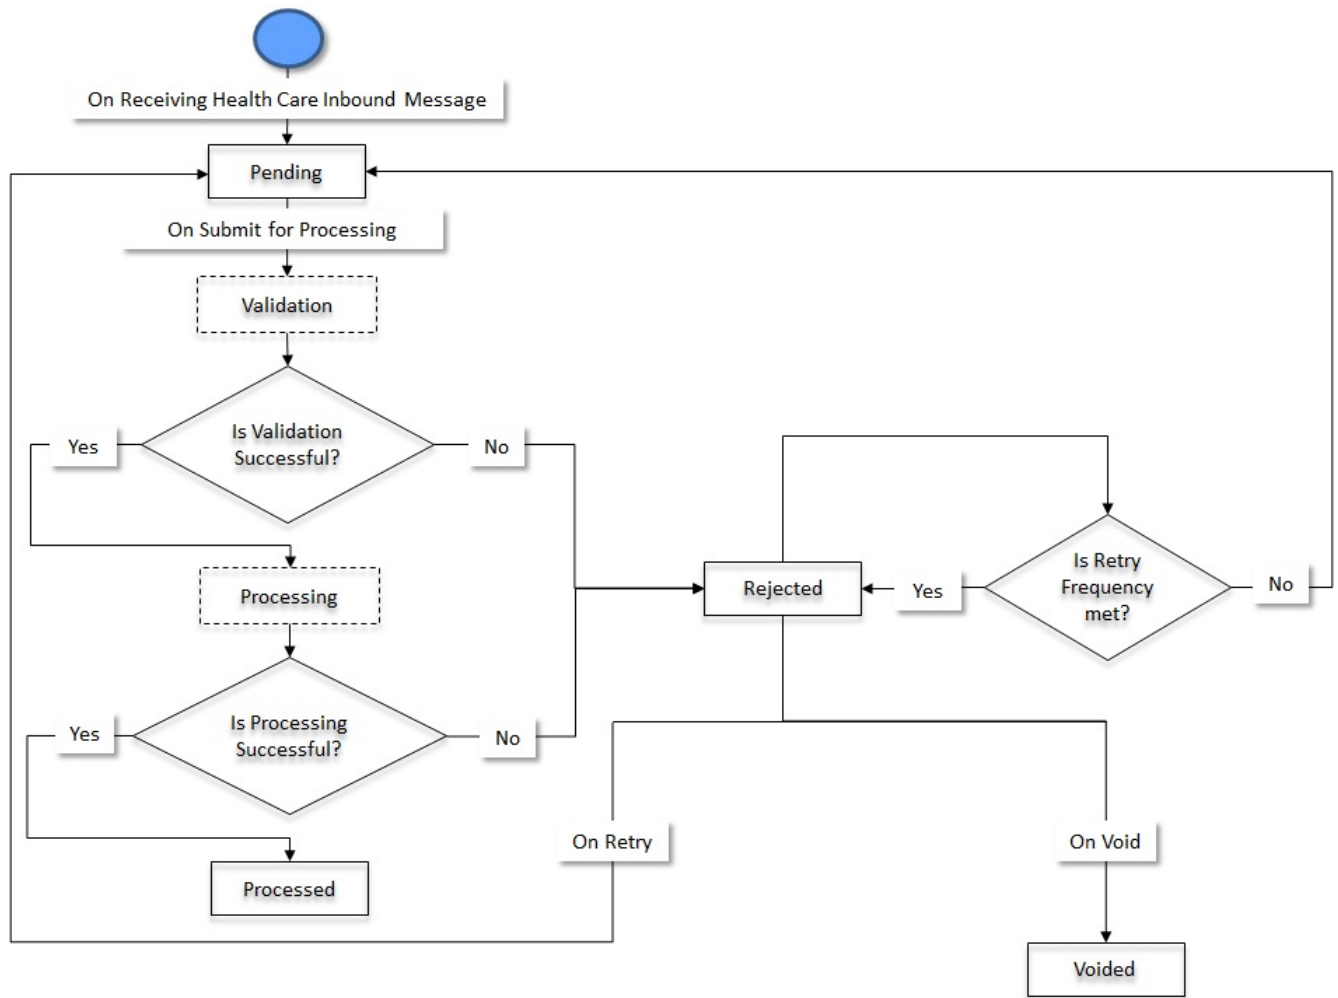 On Receiving Health Care Inbound Message
Pending
On Submit for Processing
Validation
Is Validation
Successful?
Yes
No
Processing
Is Processing
Successful?
Yes
No
Processed
Rejected
Yes
Is Retry
Frequency
met?
No
On Retry
On Void
Voided